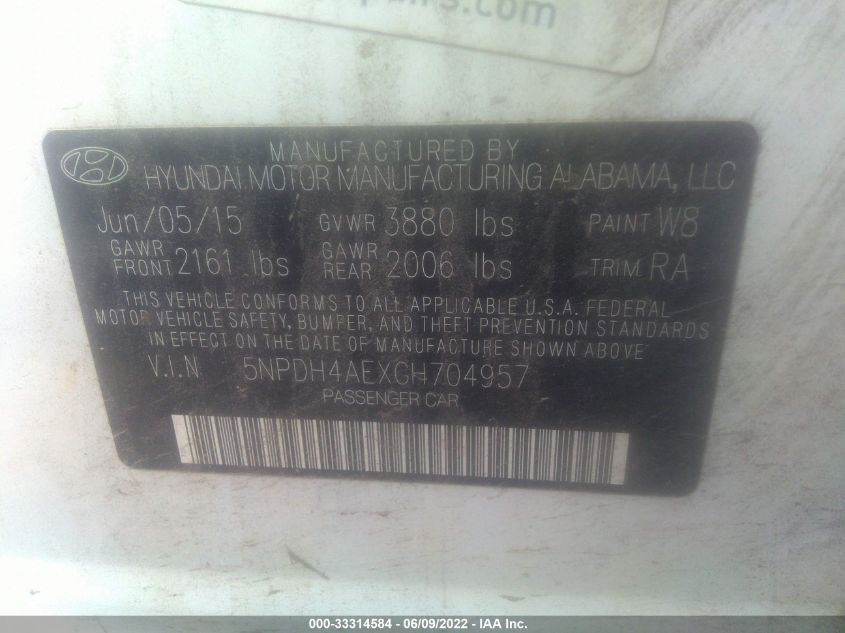 .com
MANUFACTURED BY
HYUNDAI MOTOR MANUFACTURING ALABAMA, LLC
Jun/05/15 GVWR 3880 lbs PAINT W8
GAWR FRONT 2161 lbs GAWR REAR 2006 lbs TRIM RA
THIS VEHICLE CONFORMS TO ALL APPLICABLE U.S.A. FEDERAL
MOTOR VEHICLE SAFETY, BUMPER, AND THEFT PREVENTION STANDARDS
IN EFFECT ON THE DATE OF MANUFACTURE SHOWN ABOVE
V.I.N 5NPDH4AEXGH704957
PASSENGER CAR
000-33314584 - 06/09/2022 - IAA Inc.